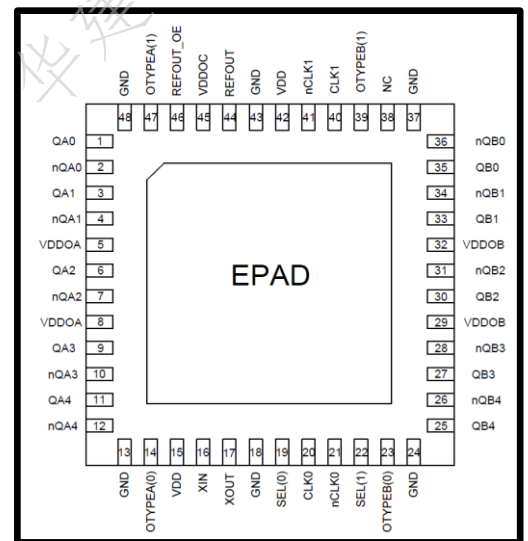 华建
GND
OTYPEA(1)
REFOUT_OE
VDDOC
REFOUT
GND
VDD
nCLK1
CLK1
OTYPEB(1)
NC
GND
48 47 46 45 44 43 42 41 40 39 38 37
QA0 1 36 nQB0
nQA0 2 35 QB0
QA1 3 34 nQB1
nQA1 4 33 QB1
VDDOA 5 32 VDDOB
QA2 6 31 nQB2
EPAD
nQA2 7 30 QB2
VDDOA 8 29 VDDOB
QA3 9 28 nQB3
nQA3 10 27 QB3
QA4 11 26 nQB4
nQA4 12 25 QB4
13 14 15 16 17 18 19 20 21 22 23 24
GND
OTYPEA(0)
VDD
XIN
XOUT
GND
SEL(0)
CLK0
nCLK0
SEL(1)
OTYPEB(0)
GND